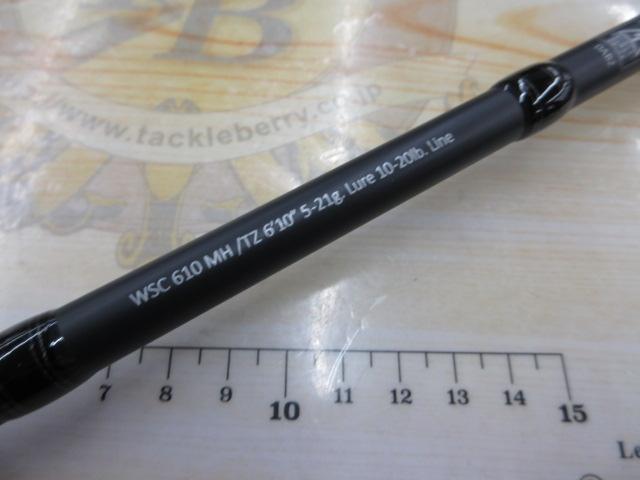 B
www.tackleberry.co.jp
WSC 610 MH /TZ 6'10" 5-21g. Lure 10-20lb. Line
7 8 9 10 11 12 13 14 15
Le